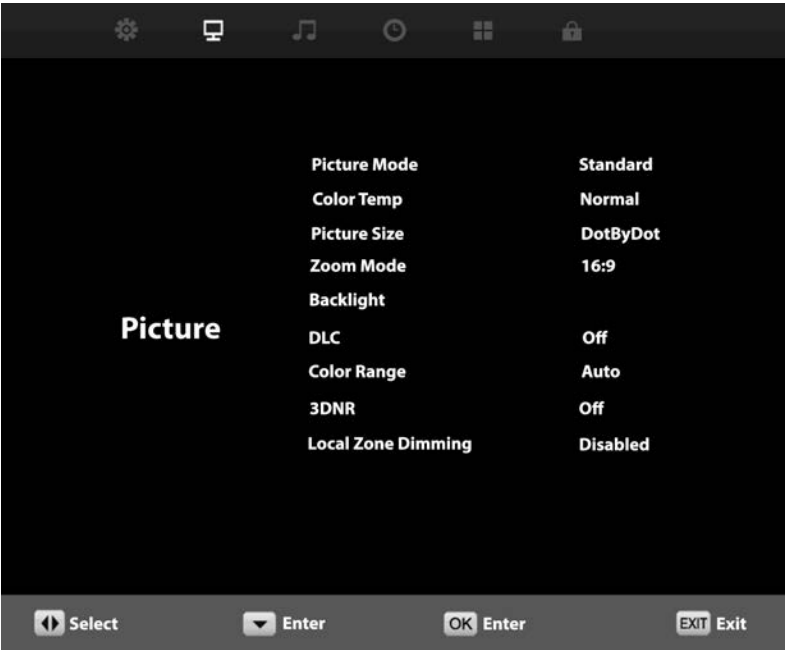 Picture
Picture Mode Standard
Color Temp Normal
Picture Size DotByDot
Zoom Mode 16:9
Backlight
DLC Off
Color Range Auto
3DNR Off
Local Zone Dimming Disabled
Select Enter OK Enter EXIT Exit